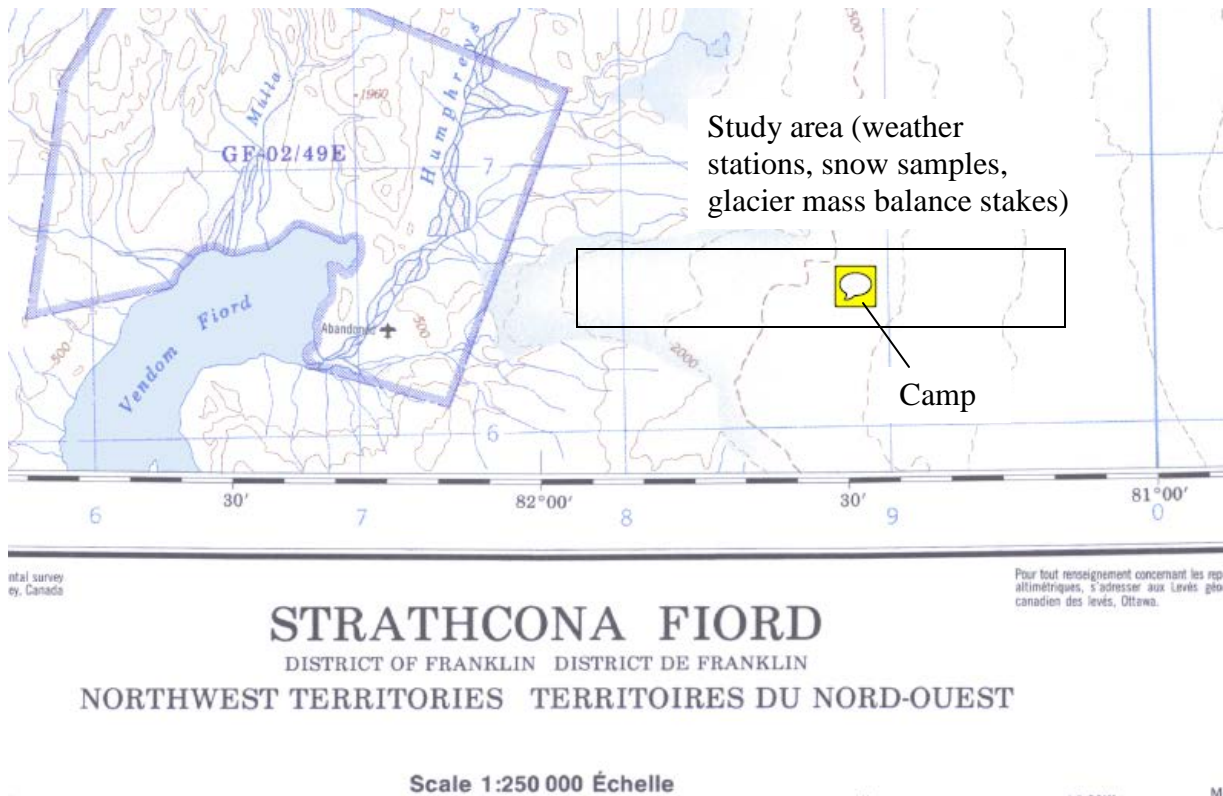 2500
Malta
Humphreys
1960
GF-02/49E
7
Study area (weather
stations, snow samples,
glacier mass balance stakes)
Vendom Fiord
Abandoned
500
500
2000
Camp
6
30'
82°00'
30'
81°00'
6
7
8
9
0
ntal survey
ey, Canada
Pour tout renseignement concernant les rep
altimétriques, s'adresser aux Levés géo
canadien des levés, Ottawa.
STRATHCONA FIORD
DISTRICT OF FRANKLIN DISTRICT DE FRANKLIN
NORTHWEST TERRITORIES TERRITOIRES DU NORD-OUEST
Scale 1:250 000 Échelle